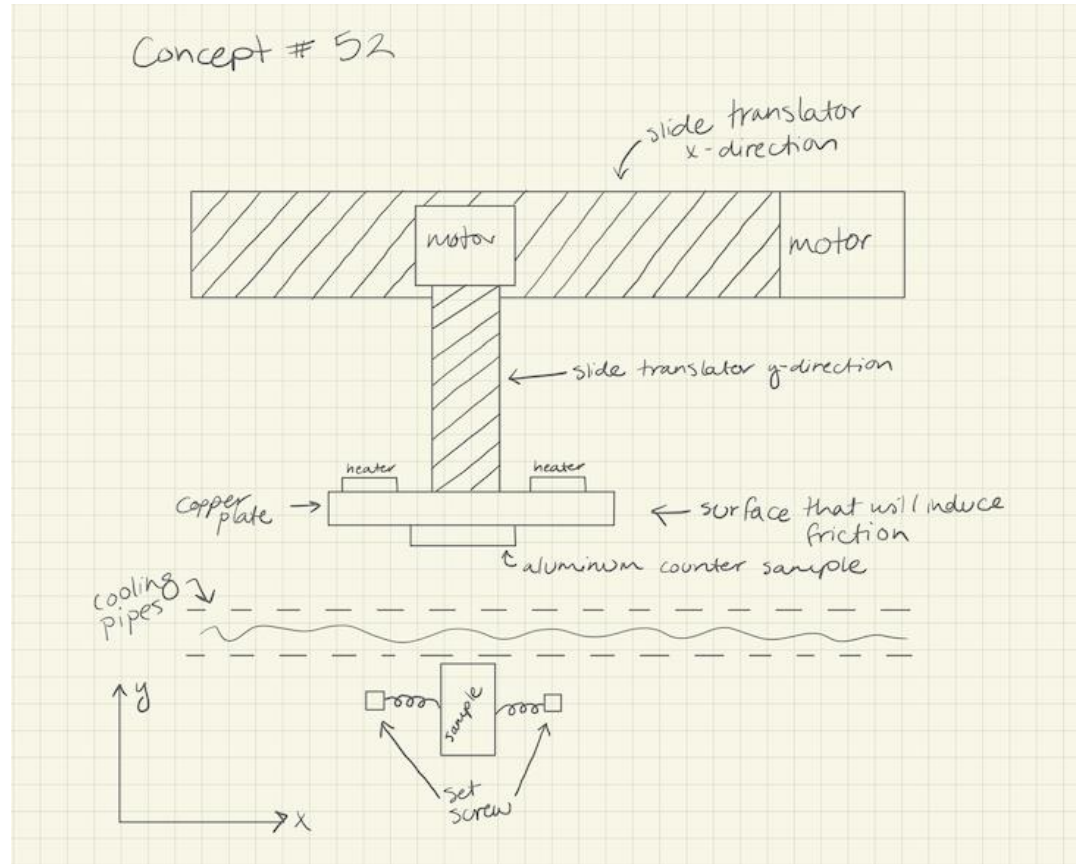 Concept # 52
slide translator
x-direction
motor
motor
slide translator y-direction
heater
heater
copper
plate
surface that will induce
friction
aluminum counter sample
cooling
pipes
y
sample
set
screw
x